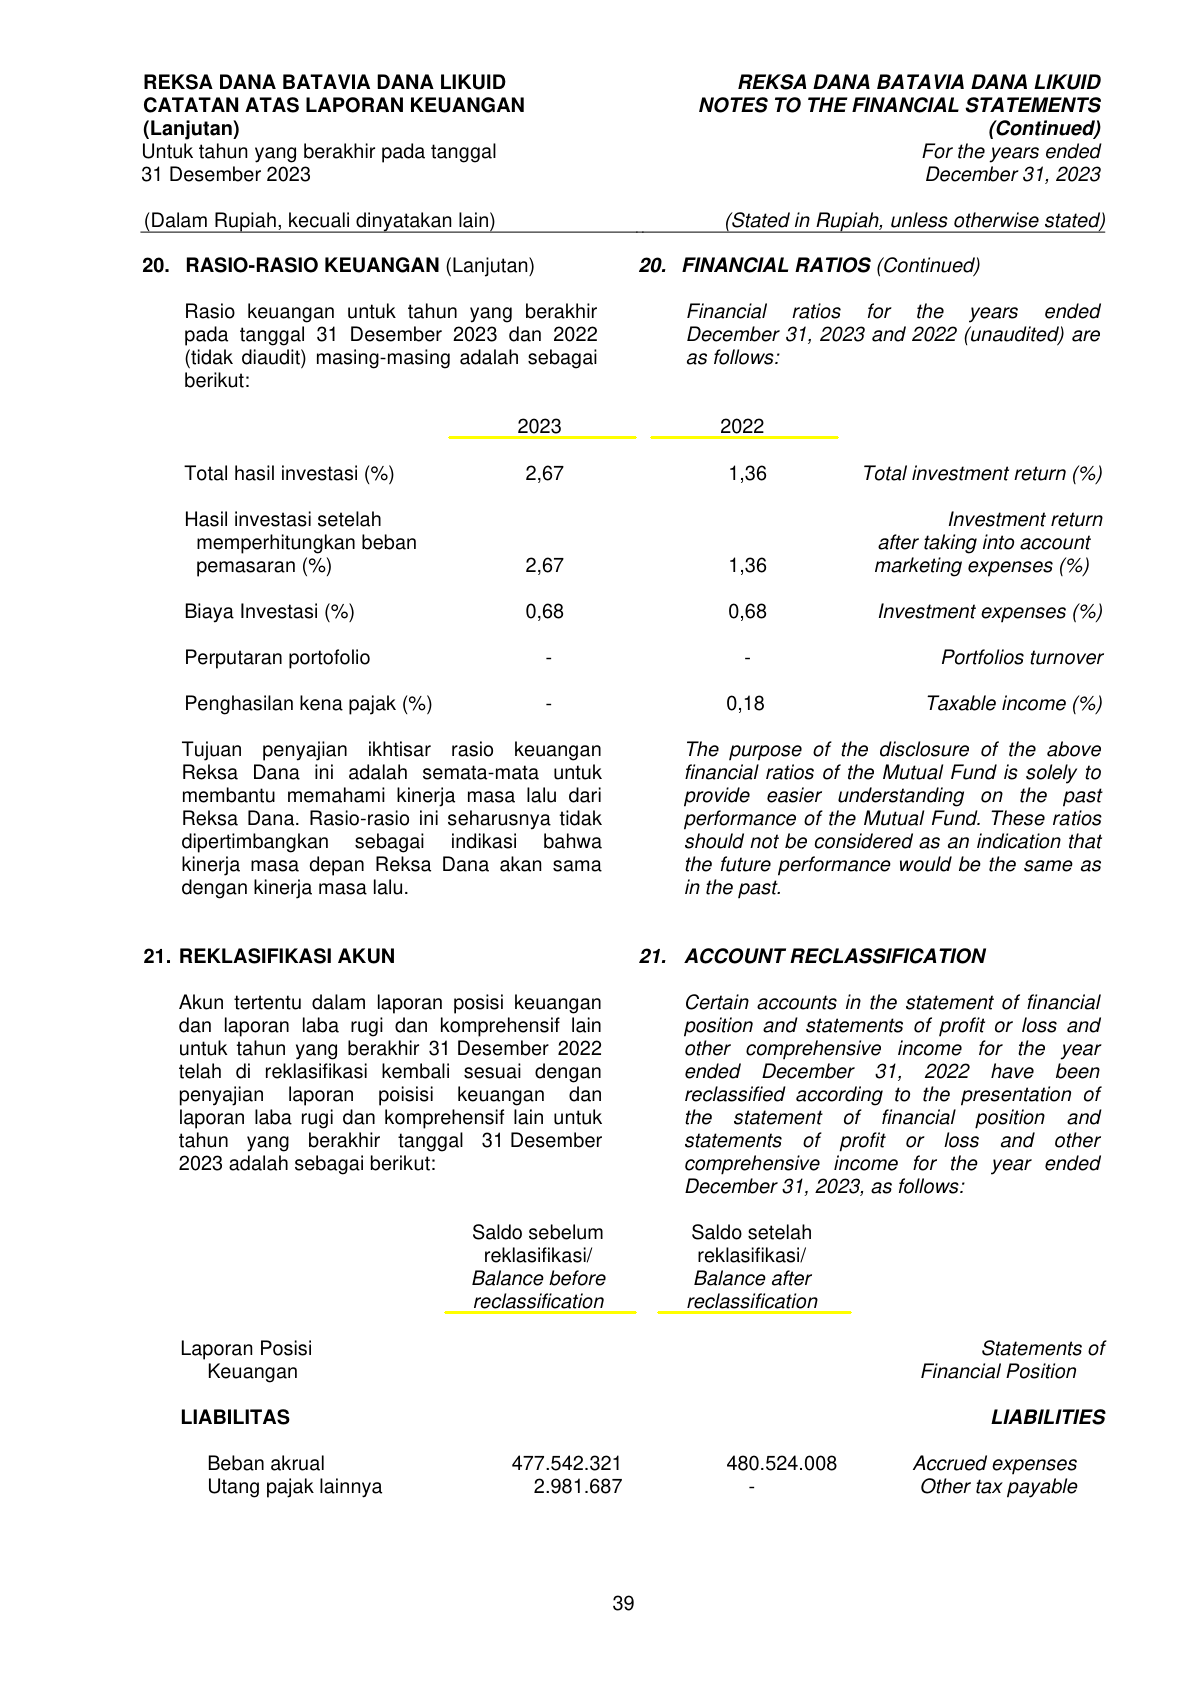 REKSA DANA BATAVIA DANA LIKUID
CATATAN ATAS LAPORAN KEUANGAN
(Lanjutan)
Untuk tahun yang berakhir pada tanggal
31 Desember 2023
(Dalam Rupiah, kecuali dinyatakan lain)
REKSA DANA BATAVIA DANA LIKUID
NOTES TO THE FINANCIAL STATEMENTS
(Continued)
For the years ended
December 31, 2023
(Stated in Rupiah, unless otherwise stated)
20. RASIO-RASIO KEUANGAN (Lanjutan)
Rasio keuangan untuk tahun yang berakhir
pada tanggal 31 Desember 2023 dan 2022
(tidak diaudit) masing-masing adalah sebagai
berikut:
20. FINANCIAL RATIOS (Continued)
Financial ratios for the years ended
December 31, 2023 and 2022 (unaudited) are
as follows:
2023 2022
Total hasil investasi (%) 2,67 1,36 Total investment return (%)
Hasil investasi setelah Investment return
memperhitungkan beban after taking into account
pemasaran (%) 2,67 1,36 marketing expenses (%)
Biaya Investasi (%) 0,68 0,68 Investment expenses (%)
Perputaran portofolio - - Portfolios turnover
Penghasilan kena pajak (%) - 0,18 Taxable income (%)
Tujuan penyajian ikhtisar rasio keuangan
Reksa Dana ini adalah semata-mata untuk
membantu memahami kinerja masa lalu dari
Reksa Dana. Rasio-rasio ini seharusnya tidak
dipertimbangkan sebagai indikasi bahwa
kinerja masa depan Reksa Dana akan sama
dengan kinerja masa lalu.
The purpose of the disclosure of the above
financial ratios of the Mutual Fund is solely to
provide easier understanding on the past
performance of the Mutual Fund. These ratios
should not be considered as an indication that
the future performance would be the same as
in the past.
21. REKLASIFIKASI AKUN
Akun tertentu dalam laporan posisi keuangan
dan laporan laba rugi dan komprehensif lain
untuk tahun yang berakhir 31 Desember 2022
telah di reklasifikasi kembali sesuai dengan
penyajian laporan poisisi keuangan dan
laporan laba rugi dan komprehensif lain untuk
tahun yang berakhir tanggal 31 Desember
2023 adalah sebagai berikut:
21. ACCOUNT RECLASSIFICATION
Certain accounts in the statement of financial
position and statements of profit or loss and
other comprehensive income for the year
ended December 31, 2022 have been
reclassified according to the presentation of
the statement of financial position and
statements of profit or loss and other
comprehensive income for the year ended
December 31, 2023, as follows:
Saldo sebelum Saldo setelah
reklasifikasi/ reklasifikasi/
Balance before Balance after
reclassification reclassification
Laporan Posisi Statements of
Keuangan Financial Position
LIABILITAS LIABILITIES
Beban akrual 477.542.321 480.524.008 Accrued expenses
Utang pajak lainnya 2.981.687 - Other tax payable
39